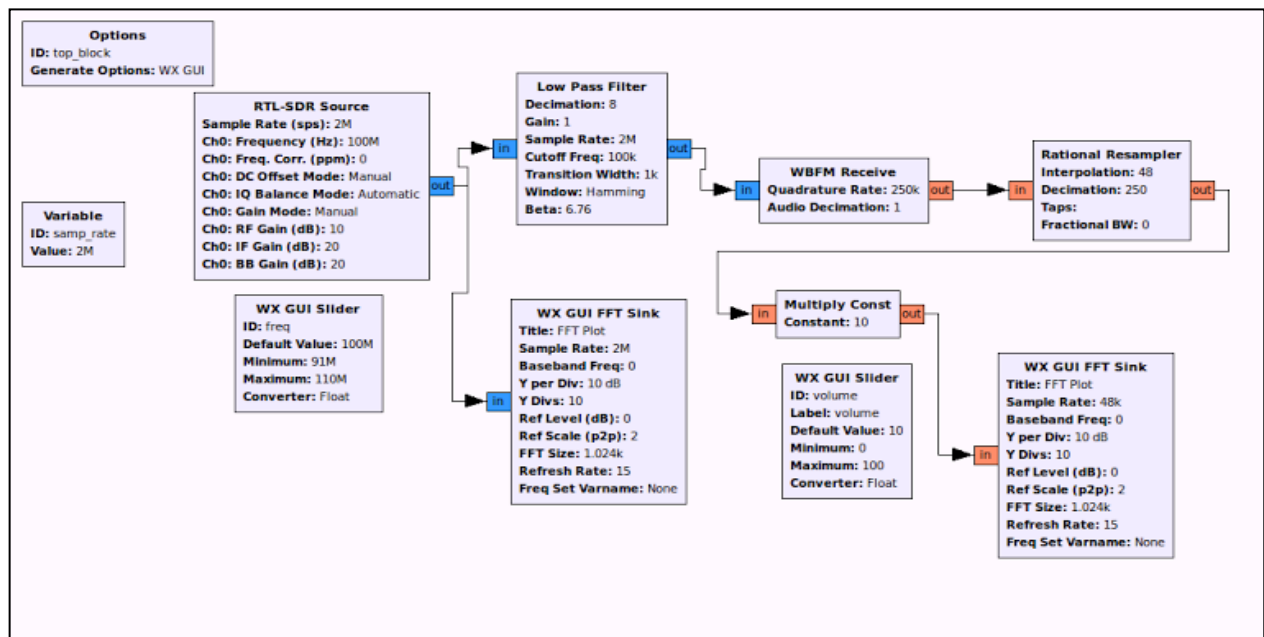 Options
ID: top_block
Generate Options: WX GUI
RTL-SDR Source
Sample Rate (sps): 2M
Ch0: Frequency (Hz): 100M
Ch0: Freq. Corr. (ppm): 0
Ch0: DC Offset Mode: Manual
Ch0: IQ Balance Mode: Automatic
Ch0: Gain Mode: Manual
Ch0: RF Gain (dB): 10
Ch0: IF Gain (dB): 20
Ch0: BB Gain (dB): 20
out
Variable
ID: samp_rate
Value: 2M
in
Low Pass Filter
Decimation: 8
Gain: 1
Sample Rate: 2M
Cutoff Freq: 100k
Transition Width: 1k
Window: Hamming
Beta: 6.76
out
in
WBFM Receive
Quadrature Rate: 250k
Audio Decimation: 1
out
in
Rational Resampler
Interpolation: 48
Decimation: 250
Taps:
Fractional BW: 0
out
WX GUI Slider
ID: freq
Default Value: 100M
Minimum: 91M
Maximum: 110M
Converter: Float
in
WX GUI FFT Sink
Title: FFT Plot
Sample Rate: 2M
Baseband Freq: 0
Y per Div: 10 dB
Y Divs: 10
Ref Level (dB): 0
Ref Scale (p2p): 2
FFT Size: 1.024k
Refresh Rate: 15
Freq Set Varname: None
in
Multiply Const
Constant: 10
out
WX GUI Slider
ID: volume
Label: volume
Default Value: 10
Minimum: 0
Maximum: 100
Converter: Float
in
WX GUI FFT Sink
Title: FFT Plot
Sample Rate: 48k
Baseband Freq: 0
Y per Div: 10 dB
Y Divs: 10
Ref Level (dB): 0
Ref Scale (p2p): 2
FFT Size: 1.024k
Refresh Rate: 15
Freq Set Varname: None